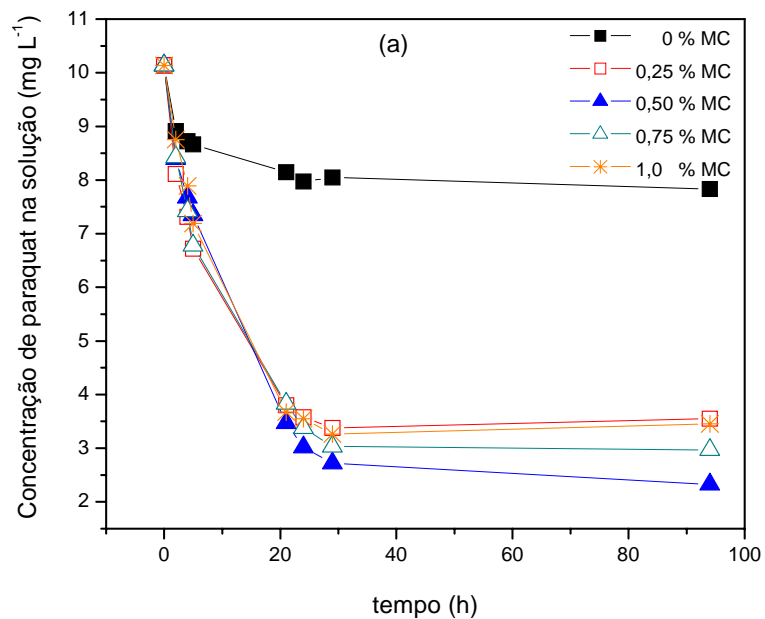 (a)
0 % MC
0,25 % MC
0,50 % MC
0,75 % MC
1,0 % MC
Concentração de paraquat na solução (mg L⁻¹)
11
10
9
8
7
6
5
4
3
2
0 20 40 60 80 100
tempo (h)